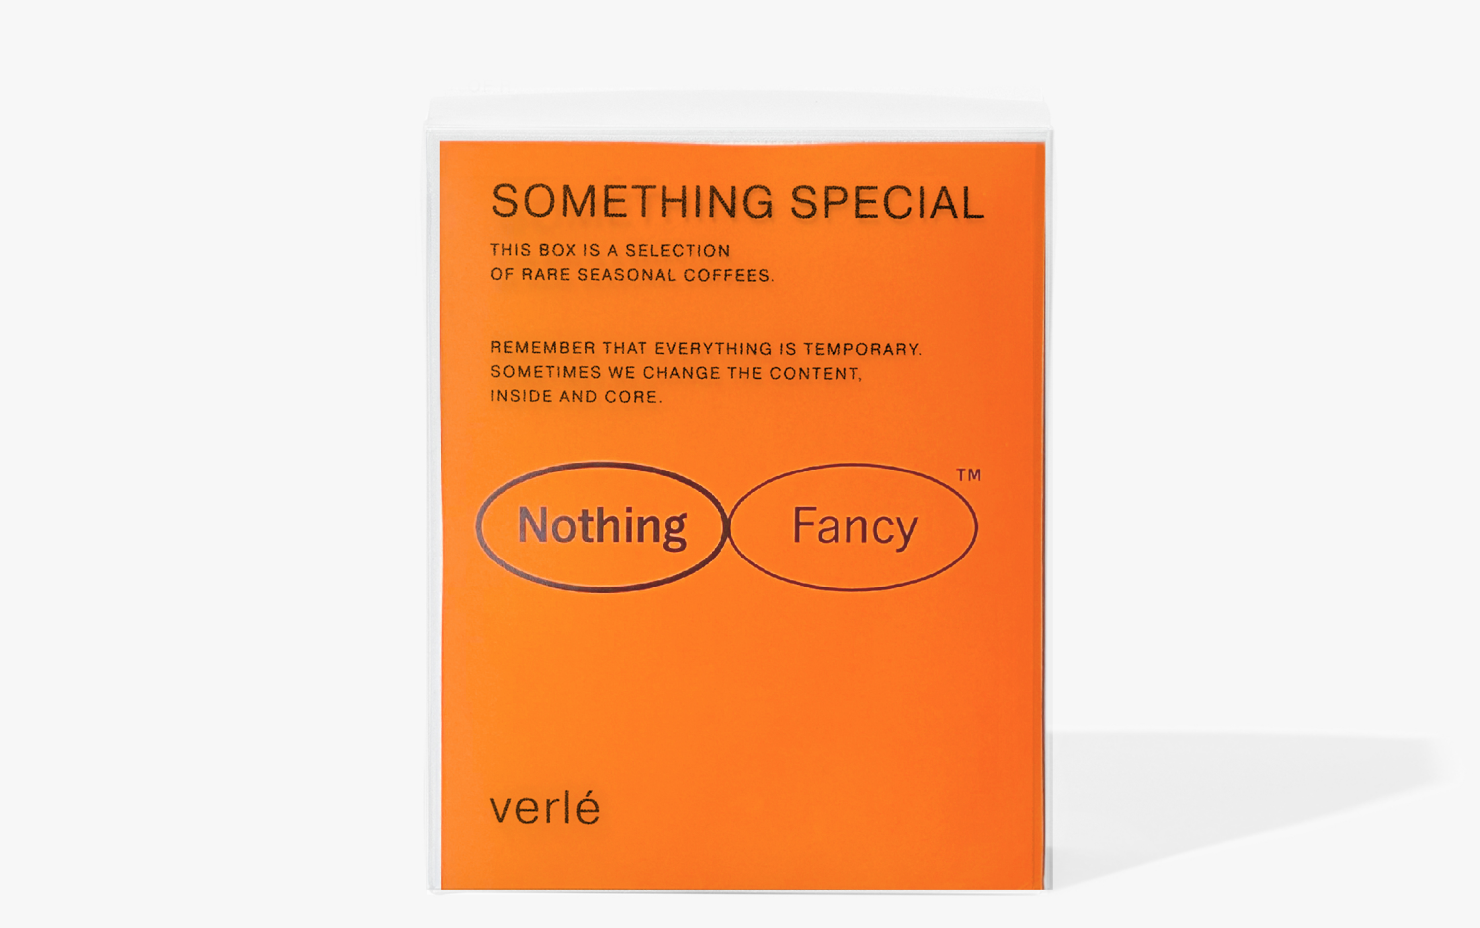 SOMETHING SPECIAL
THIS BOX IS A SELECTION
OF RARE SEASONAL COFFEES.
REMEMBER THAT EVERYTHING IS TEMPORARY.
SOMETIMES WE CHANGE THE CONTENT,
INSIDE AND CORE.
Nothing Fancy TM
verlé